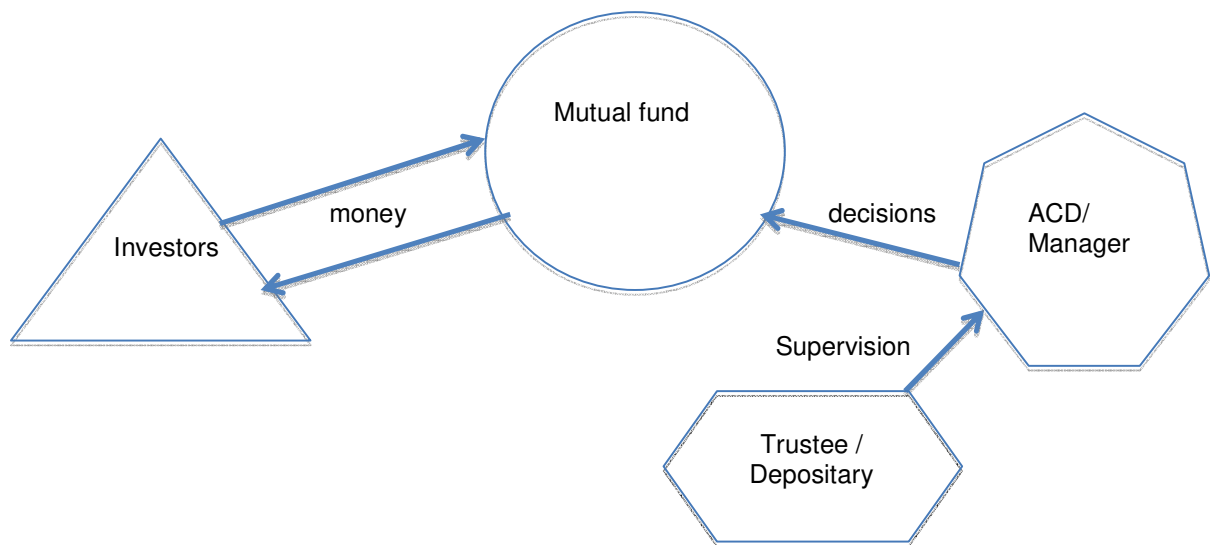 Mutual fund
money
Investors
decisions
ACD/
Manager
Supervision
Trustee /
Depositary